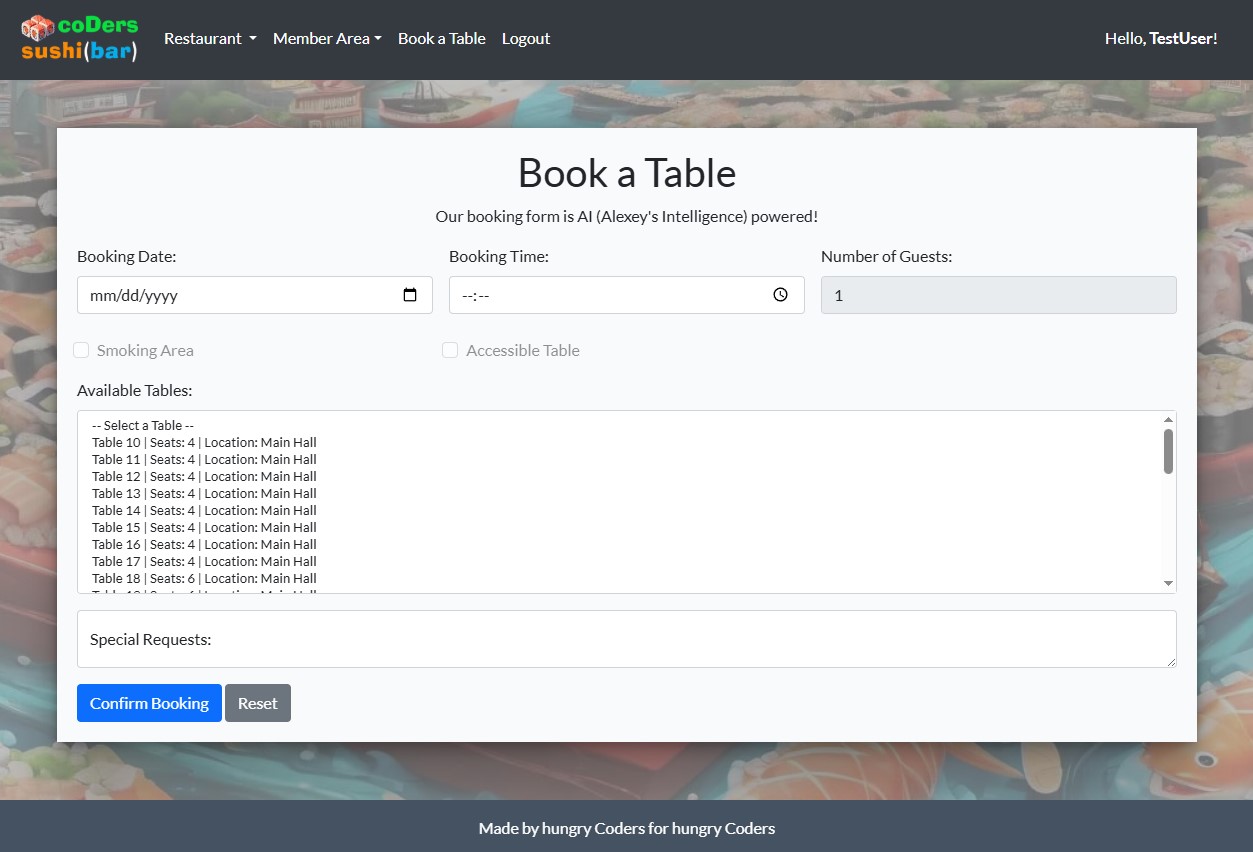 coDers
sushi(bar)
Restaurant
Member Area
Book a Table
Logout
Hello, TestUser!
Book a Table
Our booking form is AI (Alexey's Intelligence) powered!
Booking Date:
Booking Time:
Number of Guests:
mm/dd/yyyy
--:--
1
Smoking Area
Accessible Table
Available Tables:
-- Select a Table --
Table 10 | Seats: 4 | Location: Main Hall
Table 11 | Seats: 4 | Location: Main Hall
Table 12 | Seats: 4 | Location: Main Hall
Table 13 | Seats: 4 | Location: Main Hall
Table 14 | Seats: 4 | Location: Main Hall
Table 15 | Seats: 4 | Location: Main Hall
Table 16 | Seats: 4 | Location: Main Hall
Table 17 | Seats: 4 | Location: Main Hall
Table 18 | Seats: 6 | Location: Main Hall
Special Requests:
Confirm Booking
Reset
Made by hungry Coders for hungry Coders